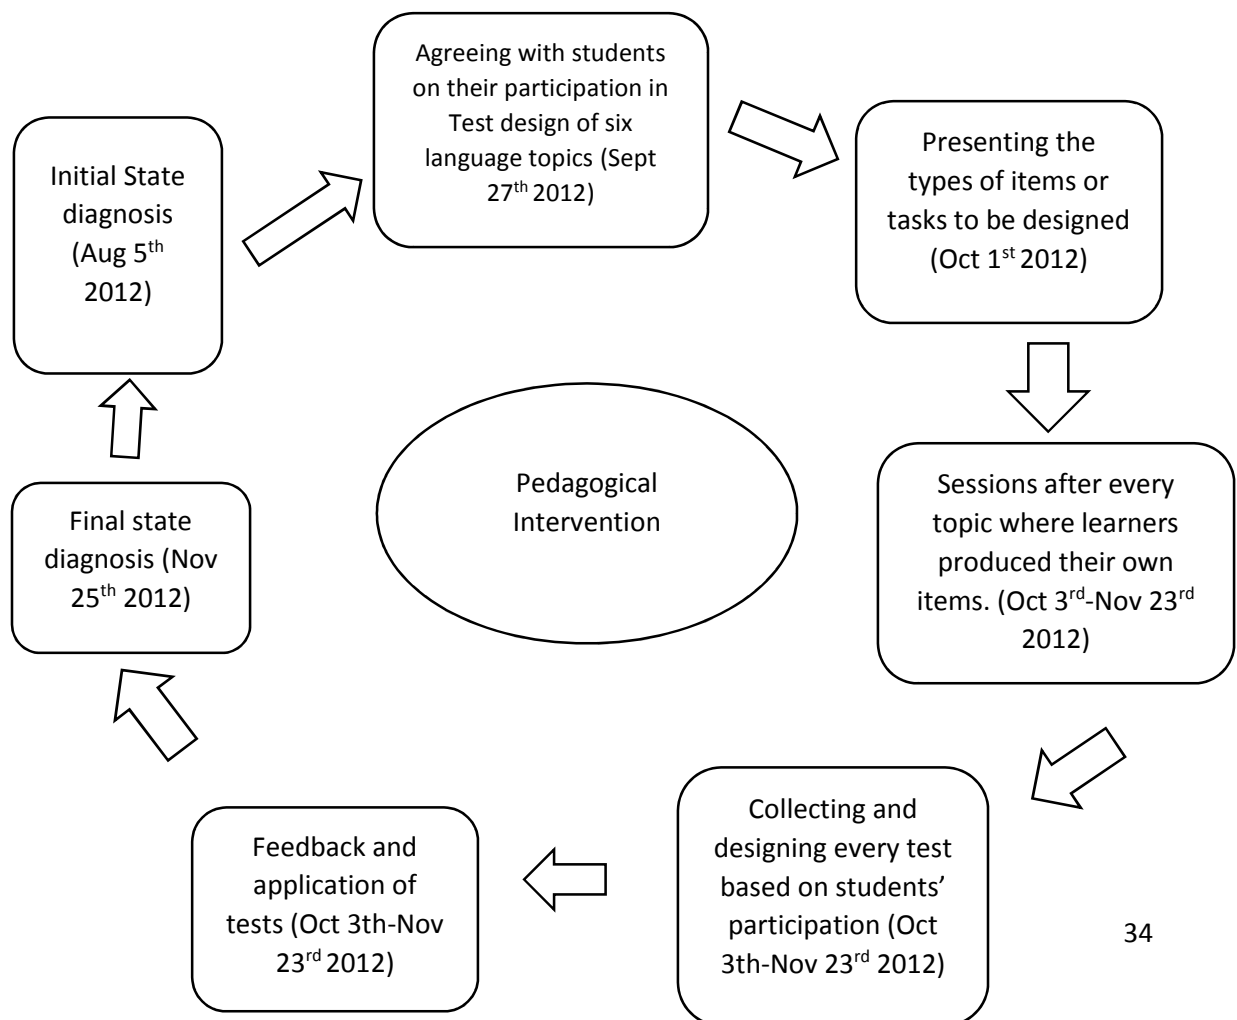 Initial State
diagnosis
(Aug 5th
2012)
Agreeing with students
on their participation in
Test design of six
language topics (Sept
27th 2012)
Presenting the
types of items or
tasks to be designed
(Oct 1st 2012)
Sessions after every
topic where learners
produced their own
items. (Oct 3rd-Nov 23rd
2012)
Collecting and
designing every test
based on students’
participation (Oct
3th-Nov 23rd 2012)
Feedback and
application of
tests (Oct 3th-Nov
23rd 2012)
Final state
diagnosis (Nov
25th 2012)
Pedagogical
Intervention
34